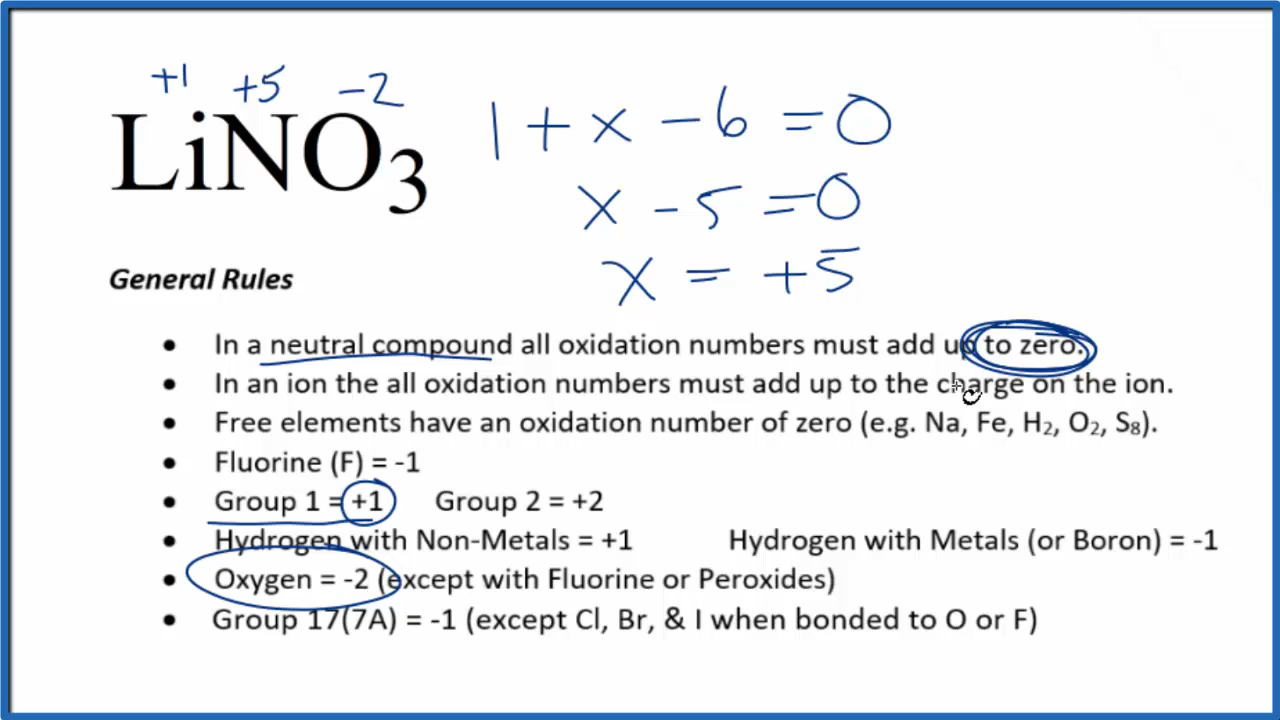 +1 +5 -2
LiNO3 1 + x - 6 = 0
x - 5 = 0
x = +5
General Rules
• In a neutral compound all oxidation numbers must add up to zero.
• In an ion the all oxidation numbers must add up to the charge on the ion.
• Free elements have an oxidation number of zero (e.g. Na, Fe, H2, O2, S8).
• Fluorine (F) = -1
• Group 1 = +1 Group 2 = +2
• Hydrogen with Non-Metals = +1 Hydrogen with Metals (or Boron) = -1
• Oxygen = -2 (except with Fluorine or Peroxides)
• Group 17(7A) = -1 (except Cl, Br, & I when bonded to O or F)